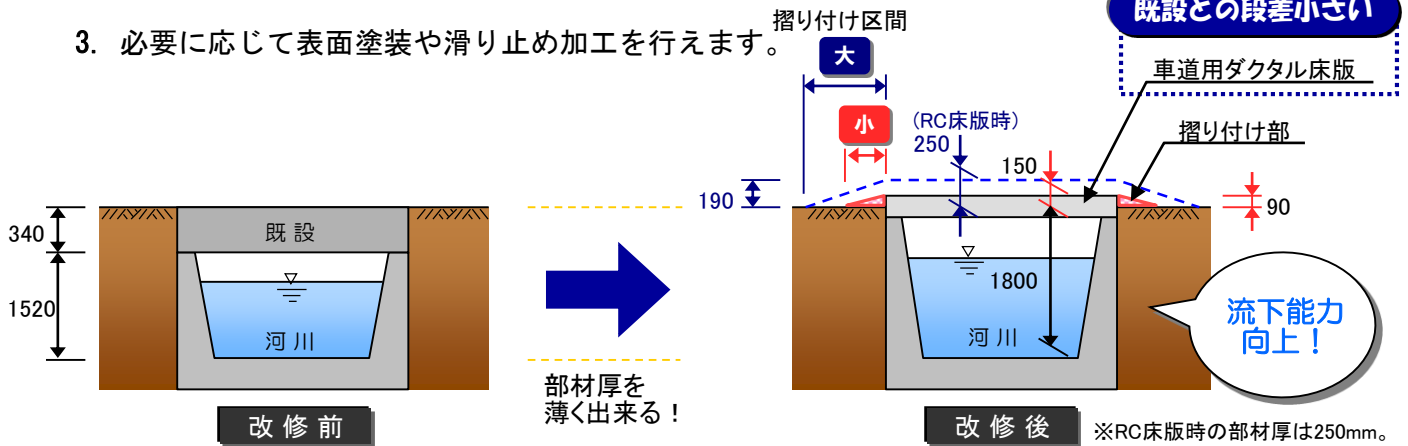 既設との段差小さい
3. 必要に応じて表面塗装や滑り止め加工を行えます。
摺り付け区間
大
車道用ダクタル床版
小
(RC床版時)
250
150
摺り付け部
190
90
340
既設
1520
河川
1800
河川
流下能力
向上！
部材厚を
薄く出来る！
改修前
改修後
※RC床版時の部材厚は250mm。